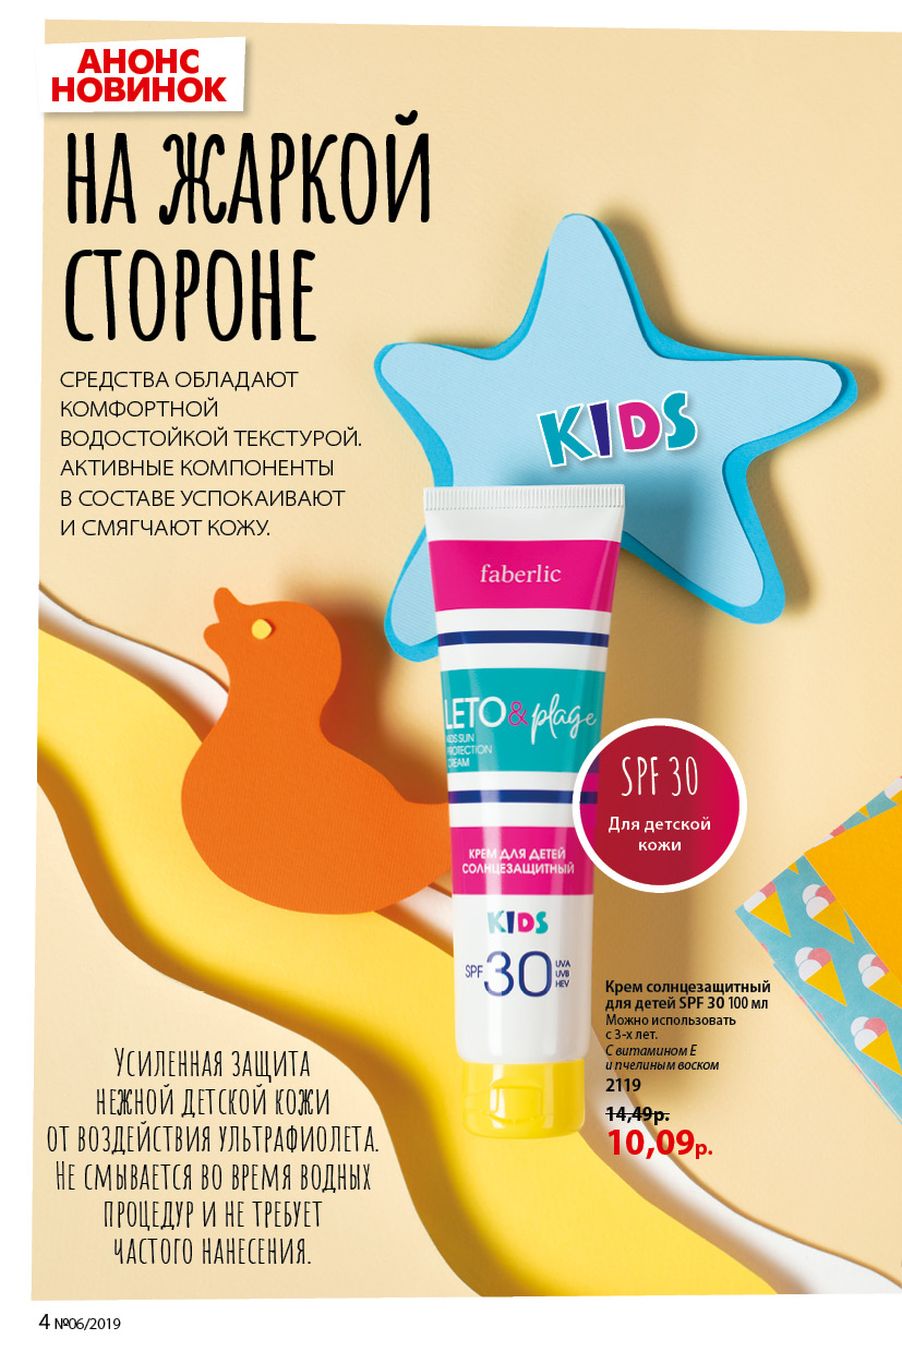 АНОНС
НОВИНОК
НА ЖАРКОЙ
СТОРОНЕ
СРЕДСТВА ОБЛАДАЮТ
КОМФОРТНОЙ
ВОДОСТОЙКОЙ ТЕКСТУРОЙ.
АКТИВНЫЕ КОМПОНЕНТЫ
В СОСТАВЕ УСПОКАИВАЮТ
И СМЯГЧАЮТ КОЖУ.
KIDS
faberlic
LETO & plage
KIDS SUN
PROTECTION
CREAM
SPF 30
Для детской
кожи
КРЕМ ДЛЯ ДЕТЕЙ
СОЛНЦЕЗАЩИТНЫЙ
KIDS
SPF 30 UVA
UVB
HEV
Крем солнцезащитный
для детей SPF 30 100 мл
Можно использовать
с 3-х лет.
С витамином Е
и пчелиным воском
2119
14,49р.
10,09р.
Усиленная защита
нежной детской кожи
от воздействия ультрафиолета.
Не смывается во время водных
процедур и не требует
частого нанесения.
4 №06/2019